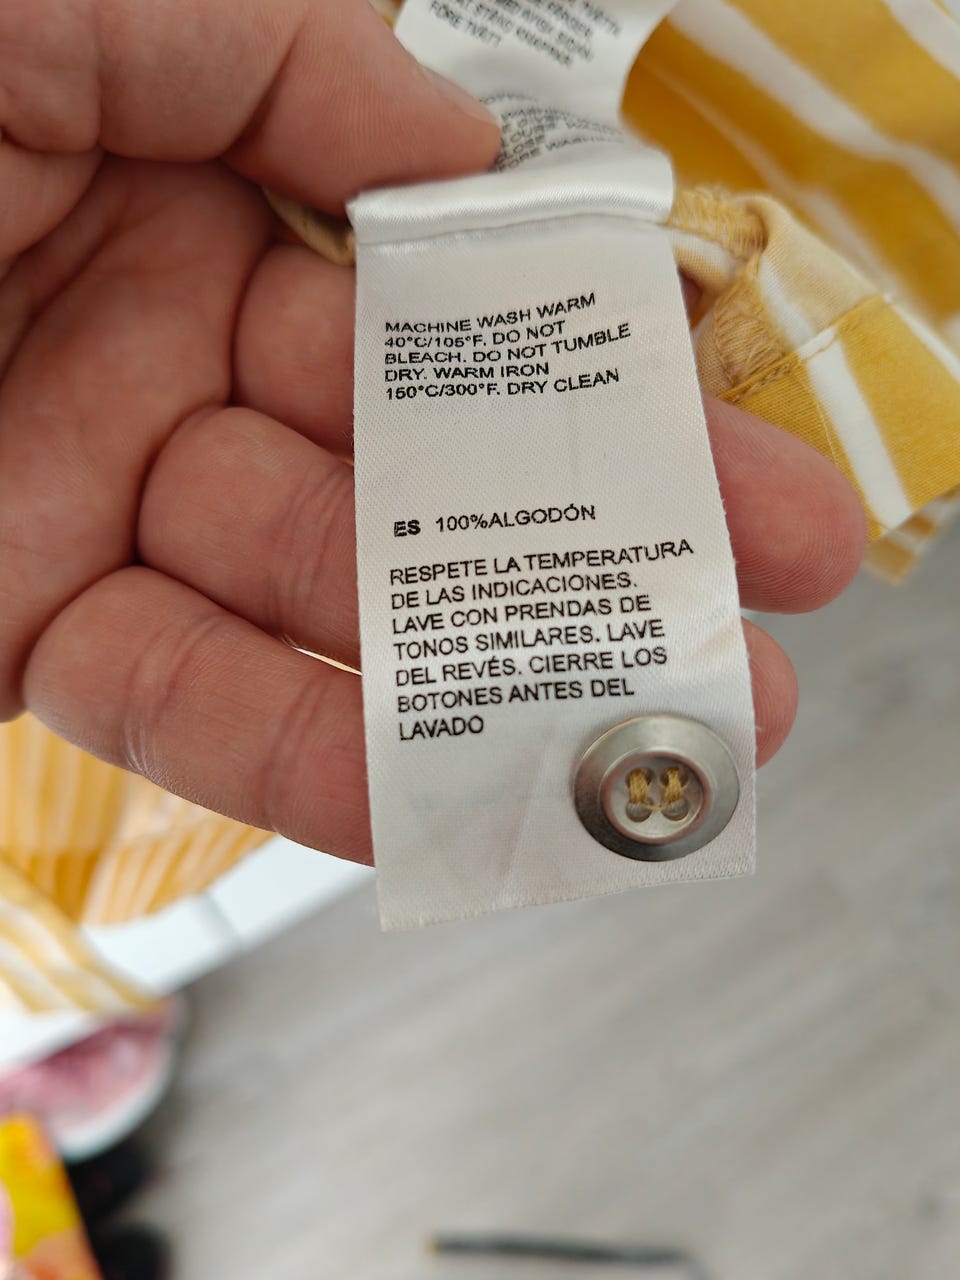 MACHINE WASH WARM
40°C/105°F. DO NOT
BLEACH. DO NOT TUMBLE
DRY. WARM IRON
150°C/300°F. DRY CLEAN
ES 100%ALGODÓN
RESPETE LA TEMPERATURA
DE LAS INDICACIONES.
LAVE CON PRENDAS DE
TONOS SIMILARES. LAVE
DEL REVÉS. CIERRE LOS
BOTONES ANTES DEL
LAVADO